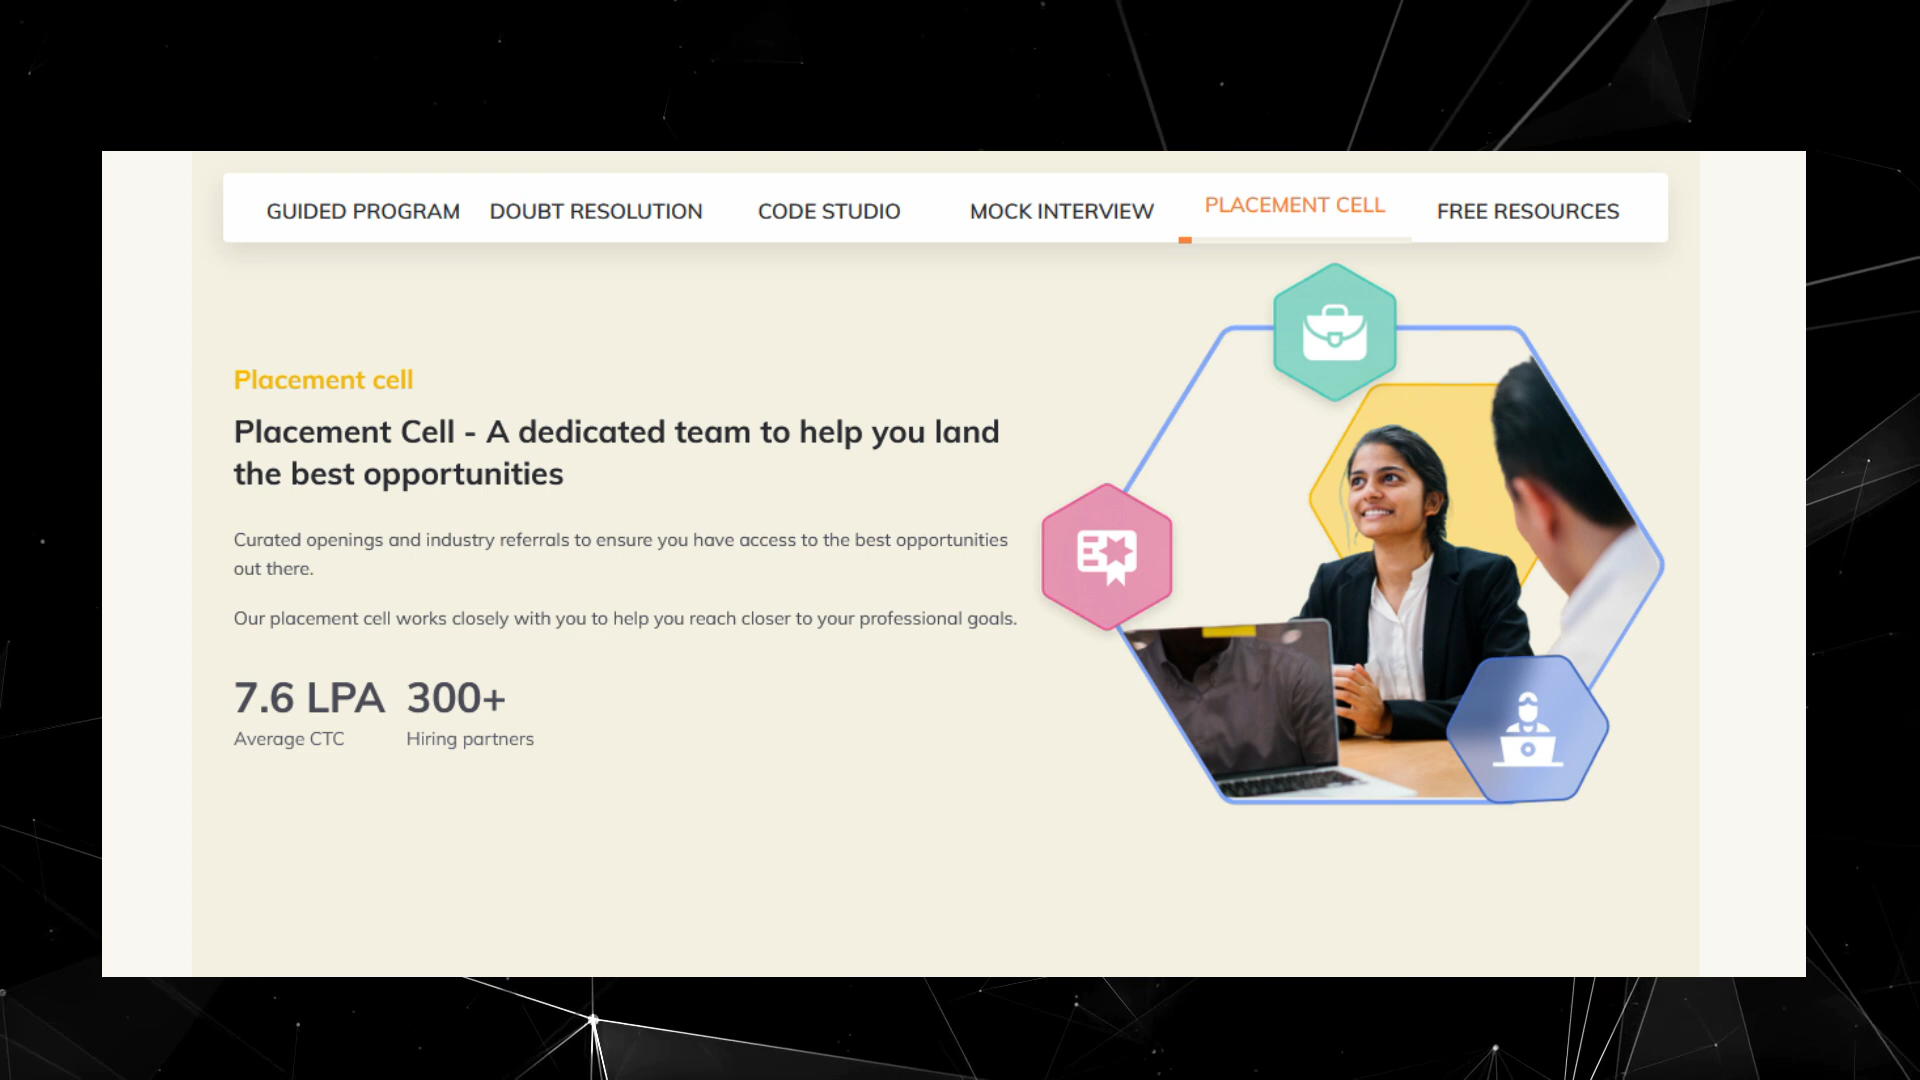 GUIDED PROGRAM DOUBT RESOLUTION CODE STUDIO MOCK INTERVIEW PLACEMENT CELL FREE RESOURCES
Placement cell
Placement Cell - A dedicated team to help you land
the best opportunities
Curated openings and industry referrals to ensure you have access to the best opportunities
out there.
Our placement cell works closely with you to help you reach closer to your professional goals.
7.6 LPA 300+
Average CTC Hiring partners